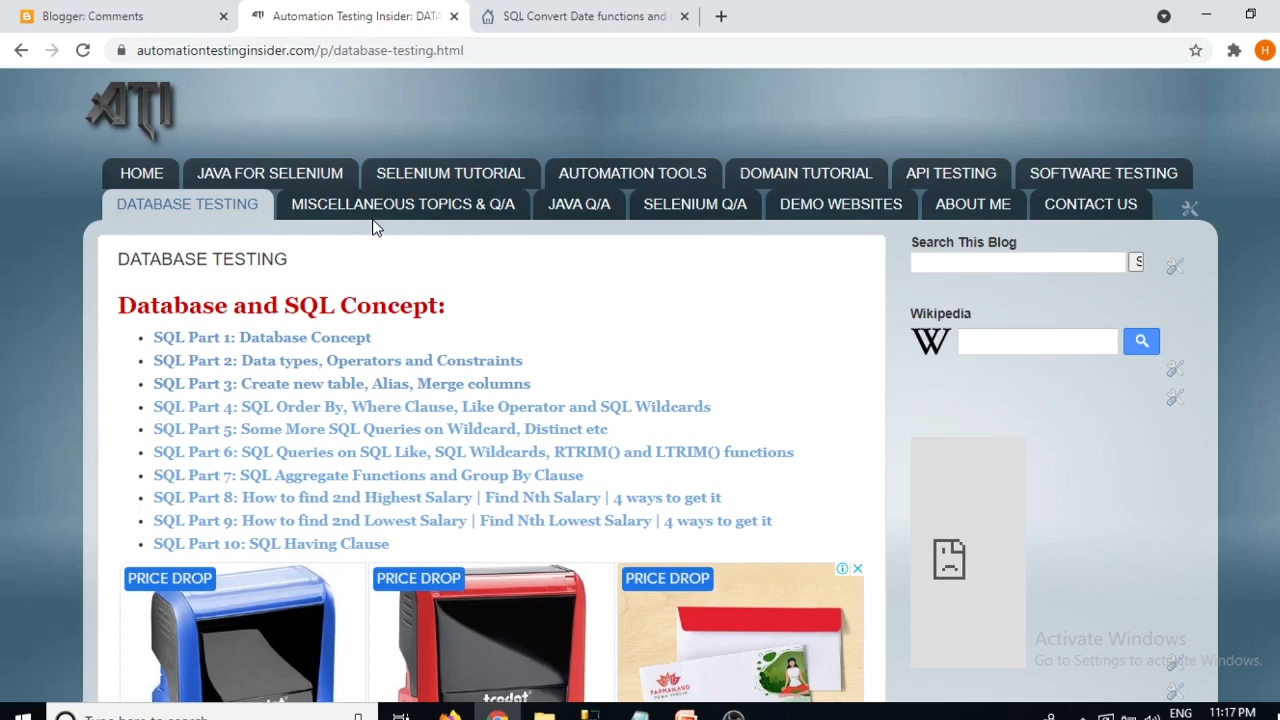 Blogger: Comments
Automation Testing Insider: DATA
SQL Convert Date functions and
automationtestinginsider.com/p/database-testing.html
H
ATI
HOME
JAVA FOR SELENIUM
SELENIUM TUTORIAL
AUTOMATION TOOLS
DOMAIN TUTORIAL
API TESTING
SOFTWARE TESTING
DATABASE TESTING
MISCELLANEOUS TOPICS & Q/A
JAVA Q/A
SELENIUM Q/A
DEMO WEBSITES
ABOUT ME
CONTACT US
DATABASE TESTING
Database and SQL Concept:
SQL Part 1: Database Concept
SQL Part 2: Data types, Operators and Constraints
SQL Part 3: Create new table, Alias, Merge columns
SQL Part 4: SQL Order By, Where Clause, Like Operator and SQL Wildcards
SQL Part 5: Some More SQL Queries on Wildcard, Distinct etc
SQL Part 6: SQL Queries on SQL Like, SQL Wildcards, RTRIM() and LTRIM() functions
SQL Part 7: SQL Aggregate Functions and Group By Clause
SQL Part 8: How to find 2nd Highest Salary | Find Nth Salary | 4 ways to get it
SQL Part 9: How to find 2nd Lowest Salary | Find Nth Lowest Salary | 4 ways to get it
SQL Part 10: SQL Having Clause
Search This Blog
S
Wikipedia
W
PRICE DROP
PRICE DROP
PRICE DROP
trodat
PARMANAND
Activate Windows
Go to Settings to activate Windows.
Type here to search
ENG
11:17 PM